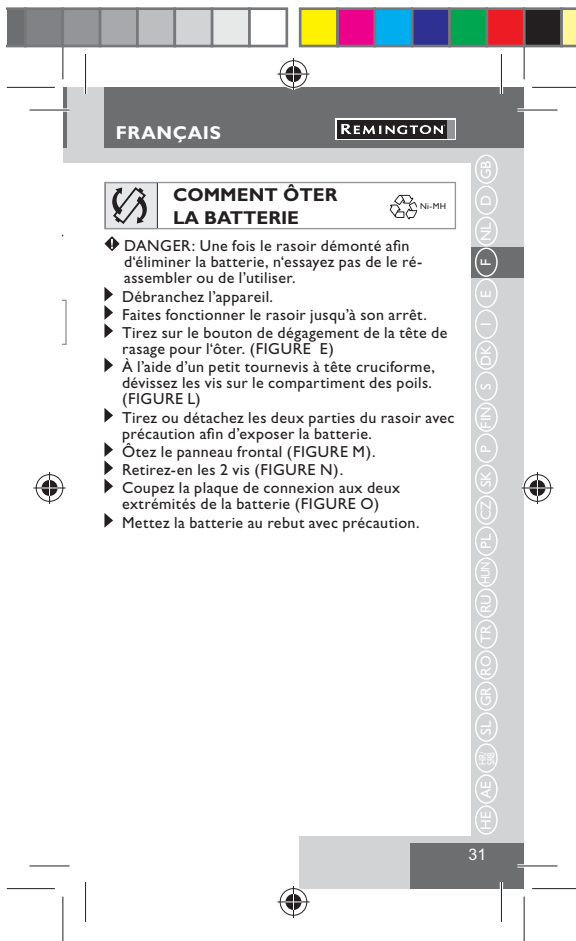 FRANÇAIS
REMINGTON
COMMENT ÔTER
LA BATTERIE
Ni-MH
DANGER: Une fois le rasoir démonté afin
d‘éliminer la batterie, n‘essayez pas de le ré-
assembler ou de l’utiliser.
Débranchez l’appareil.
Faites fonctionner le rasoir jusqu’à son arrêt.
Tirez sur le bouton de dégagement de la tête de
rasage pour l‘ôter. (FIGURE E)
À l’aide d’un petit tournevis à tête cruciforme,
dévissez les vis sur le compartiment des poils.
(FIGURE L)
Tirez ou détachez les deux parties du rasoir avec
précaution afin d’exposer la batterie.
Ôtez le panneau frontal (FIGURE M).
Retirez-en les 2 vis (FIGURE N).
Coupez la plaque de connexion aux deux
extrémités de la batterie (FIGURE O)
Mettez la batterie au rebut avec précaution.
GB
D
NL
F
E
I
DK
S
FIN
P
SK
CZ
PL
HUN
RU
TR
RO
GR
SL
HR/
SRB
AE
HE
31